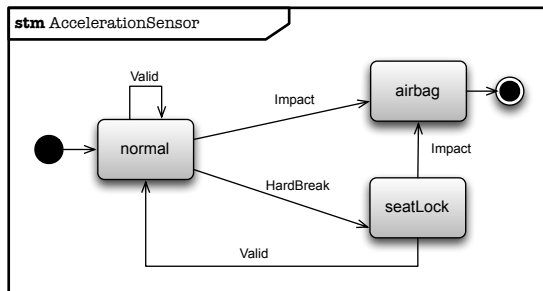 stm AccelerationSensor
Valid
Impact
airbag
normal
Impact
HardBreak
seatLock
Valid